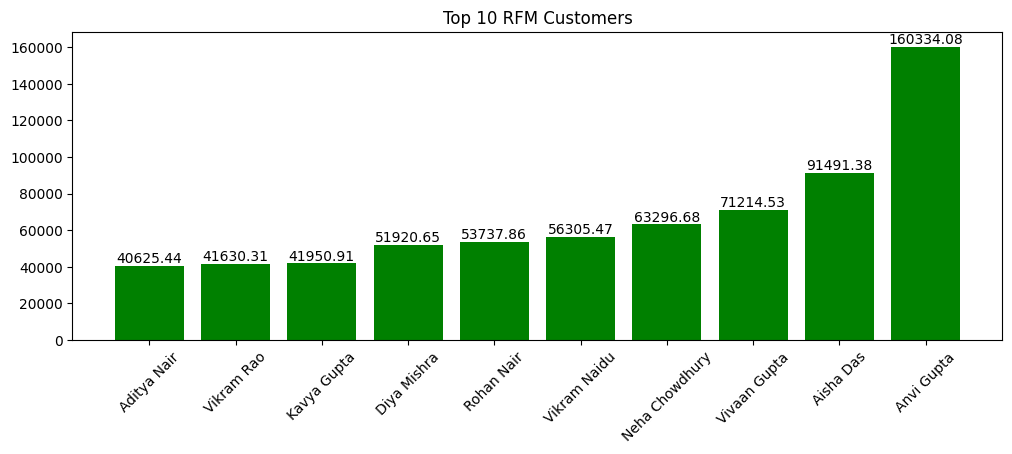 Top 10 RFM Customers
160000
140000
120000
100000
80000
60000
40000
20000
0
40625.44
41630.31
41950.91
51920.65
53737.86
56305.47
63296.68
71214.53
91491.38
160334.08
Aditya Nair
Vikram Rao
Kavya Gupta
Diya Mishra
Rohan Nair
Vikram Naidu
Neha Chowdhury
Vivaan Gupta
Aisha Das
Anvi Gupta